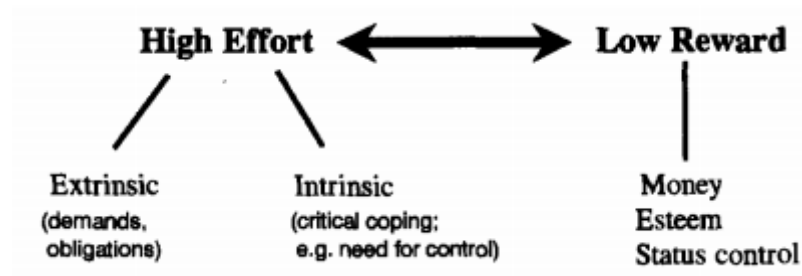 High Effort Low Reward
Extrinsic Intrinsic Money
(demands, (critical coping; Esteem
obligations) e.g. need for control) Status control